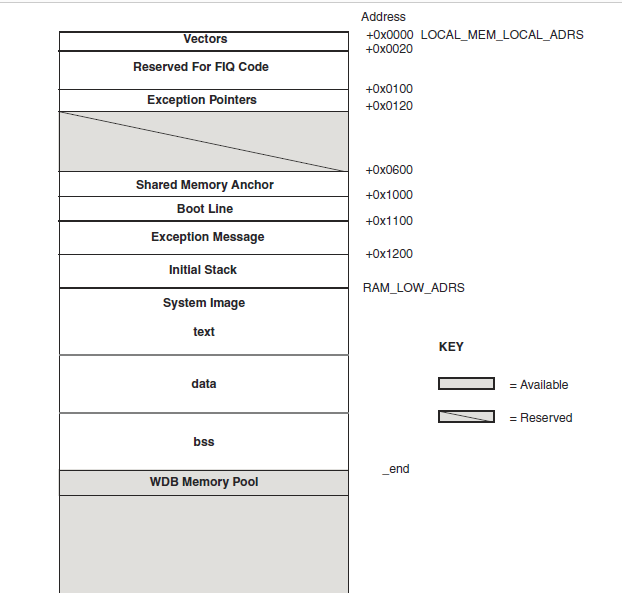 Address
Vectors
+0x0000 LOCAL_MEM_LOCAL_ADRS
+0x0020
Reserved For FIQ Code
+0x0100
Exception Pointers
+0x0120
+0x0600
Shared Memory Anchor
+0x1000
Boot Line
+0x1100
Exception Message
+0x1200
Initial Stack
RAM_LOW_ADRS
System Image
text
KEY
data
= Available
= Reserved
bss
_end
WDB Memory Pool